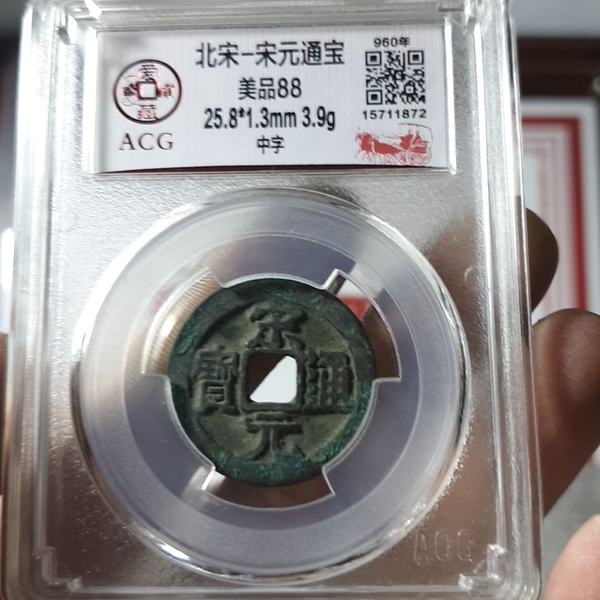 北宋-宋元通宝
960年
美品88
25.8*1.3mm 3.9g
15711872
中字
ACG
宋
寶 通
元
ACG